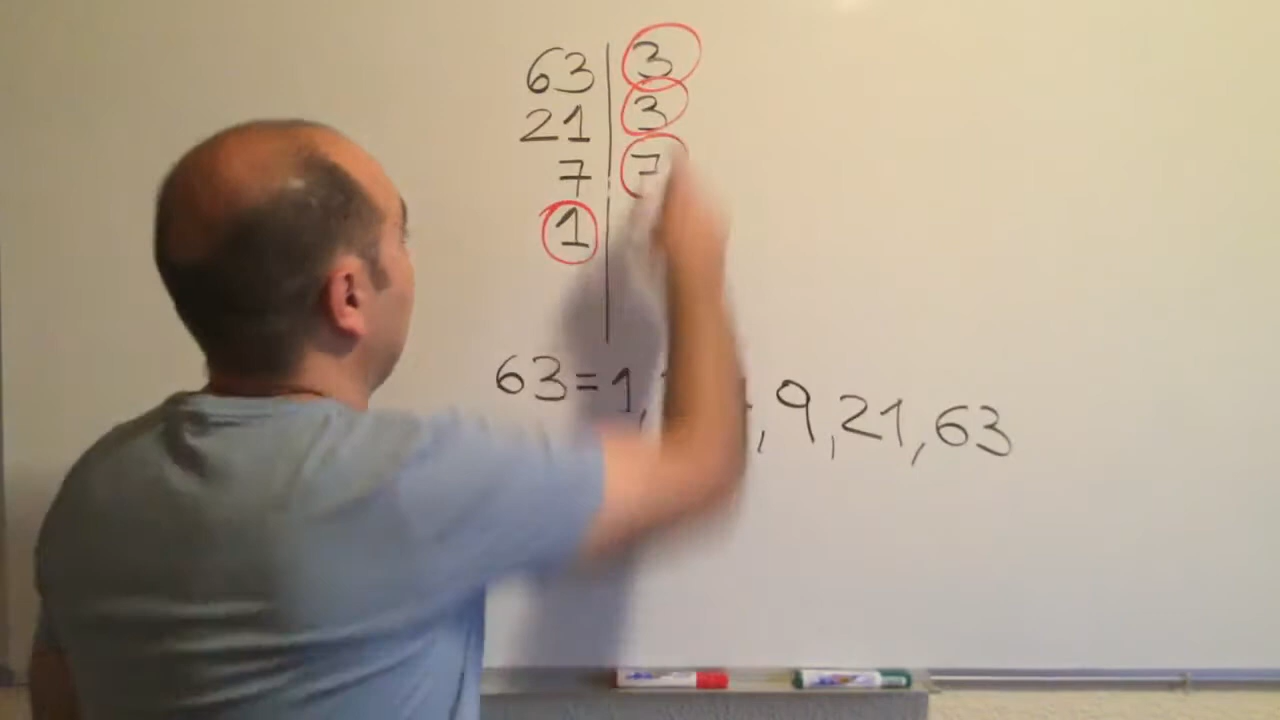 63 3
21 3
7 7
1
63=1, , 9, 21, 63